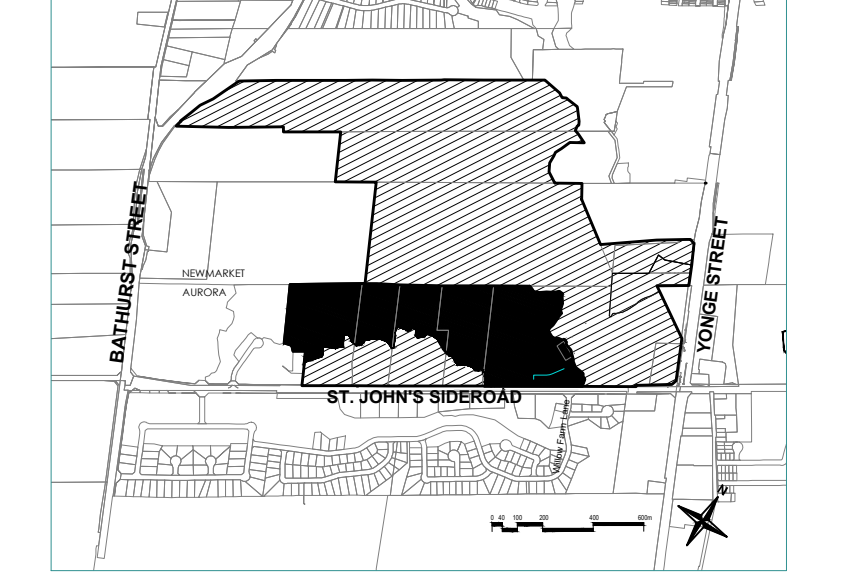 BATHURST STREET
NEWMARKET
AURORA
YONGE STREET
ST. JOHN'S SIDEROAD
Willow Farm Lane
N
0 40 100 200 400 600m